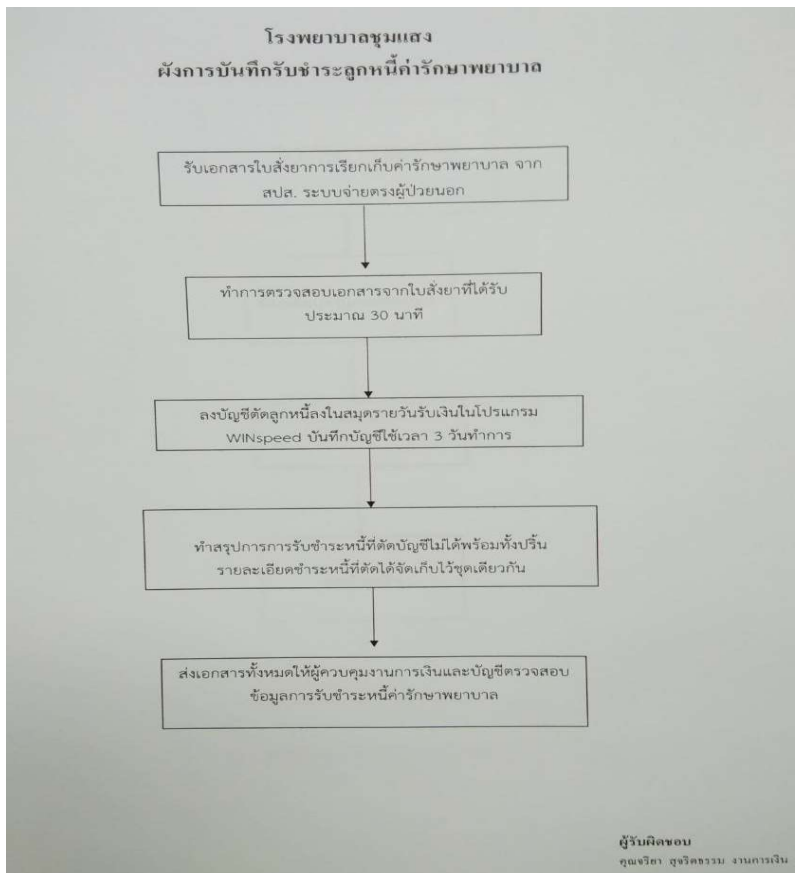 โรงพยาบาลชุมแสง
ผังการบันทึกรับชำระลูกหนี้ค่ารักษาพยาบาล
รับเอกสารใบสั่งยาการเรียกเก็บค่ารักษาพยาบาล จาก
สปส. ระบบจ่ายตรงผู้ป่วยนอก
ทำการตรวจสอบเอกสารจากใบสั่งยาที่ได้รับ
ประมาณ 30 นาที
ลงบัญชีตัดลูกหนี้ลงในสมุดรายวันรับเงินในโปรแกรม
WINspeed บันทึกบัญชีใช้เวลา 3 วันทำการ
ทำสรุปการการรับชำระหนี้ที่ตัดบัญชีไม่ได้พร้อมทั้งปริ้น
รายละเอียดชำระหนี้ที่ตัดได้จัดเก็บไว้ชุดเดียวกัน
ส่งเอกสารทั้งหมดให้ผู้ควบคุมงานการเงินและบัญชีตรวจสอบ
ข้อมูลการรับชำระหนี้ค่ารักษาพยาบาล
ผู้รับผิดชอบ
คุณจริยา สุจริตธรรม งานการเงิน